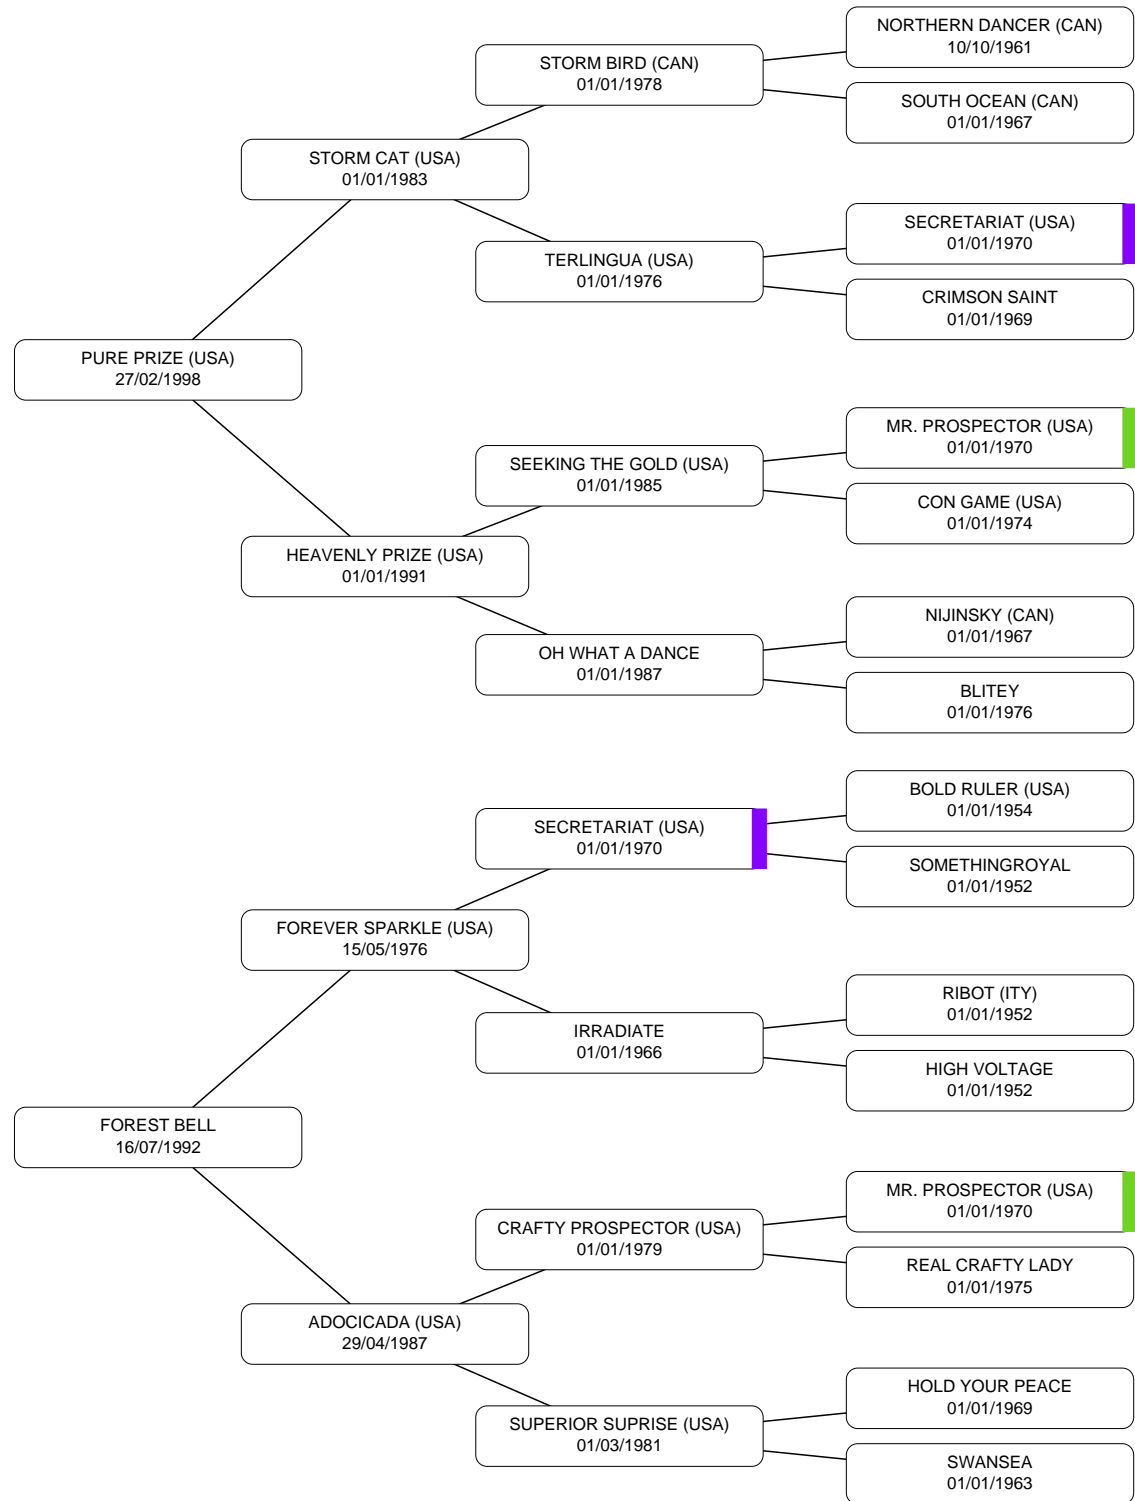 NORTHERN DANCER (CAN)
10/10/1961
STORM BIRD (CAN)
01/01/1978
SOUTH OCEAN (CAN)
01/01/1967
STORM CAT (USA)
01/01/1983
SECRETARIAT (USA)
01/01/1970
TERLINGUA (USA)
01/01/1976
CRIMSON SAINT
01/01/1969
PURE PRIZE (USA)
27/02/1998
MR. PROSPECTOR (USA)
01/01/1970
SEEKING THE GOLD (USA)
01/01/1985
CON GAME (USA)
01/01/1974
HEAVENLY PRIZE (USA)
01/01/1991
NIJINSKY (CAN)
01/01/1967
OH WHAT A DANCE
01/01/1987
BLITEY
01/01/1976
BOLD RULER (USA)
01/01/1954
SECRETARIAT (USA)
01/01/1970
SOMETHINGROYAL
01/01/1952
FOREVER SPARKLE (USA)
15/05/1976
RIBOT (ITY)
01/01/1952
IRRADIATE
01/01/1966
HIGH VOLTAGE
01/01/1952
FOREST BELL
16/07/1992
MR. PROSPECTOR (USA)
01/01/1970
CRAFTY PROSPECTOR (USA)
01/01/1979
REAL CRAFTY LADY
01/01/1975
ADOCICADA (USA)
29/04/1987
HOLD YOUR PEACE
01/01/1969
SUPERIOR SUPRISE (USA)
01/03/1981
SWANSEA
01/01/1963